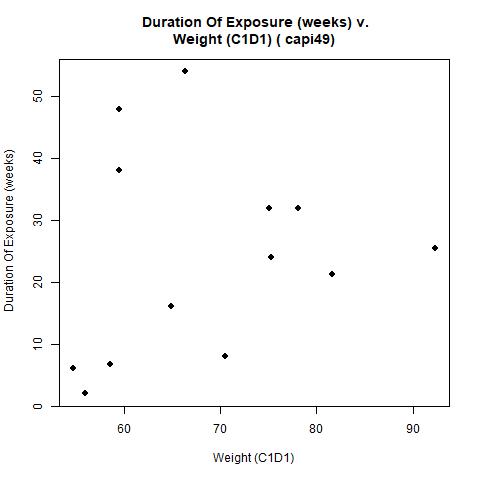 Duration Of Exposure (weeks) v.
Weight (C1D1) ( capi49)
Duration Of Exposure (weeks)
50
40
30
20
10
0
60 70 80 90
Weight (C1D1)